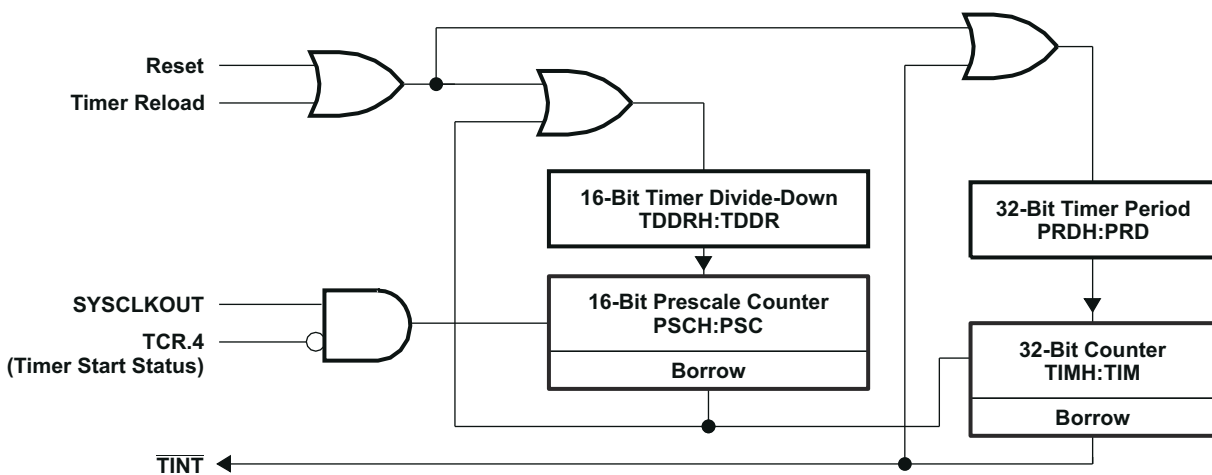 Reset
Timer Reload
16-Bit Timer Divide-Down
TDDRH:TDDR
32-Bit Timer Period
PRDH:PRD
SYSCLKOUT
TCR.4
(Timer Start Status)
16-Bit Prescale Counter
PSCH:PSC
Borrow
32-Bit Counter
TIMH:TIM
Borrow
TINT